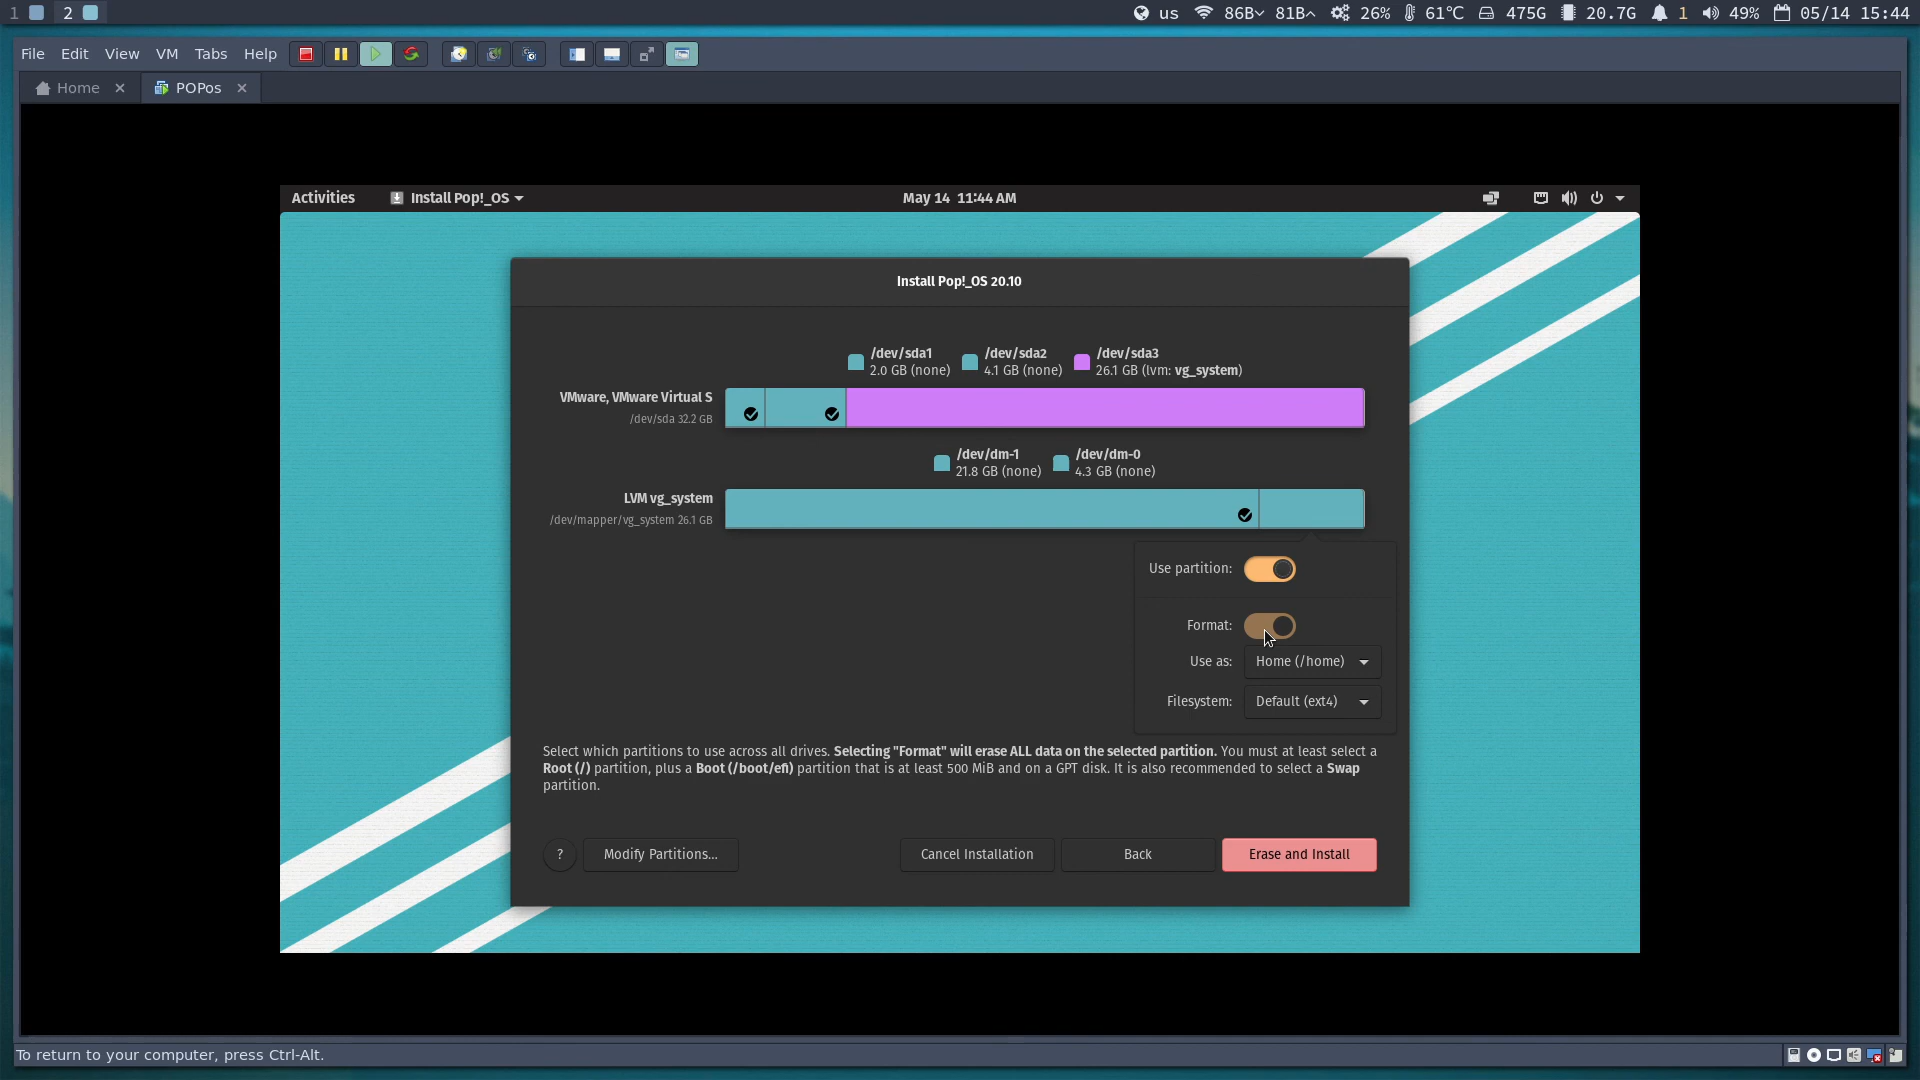 1 2 us 86B 81B 26% 61℃ 475G 20.7G 1 49% 05/14 15:44
File Edit View VM Tabs Help
Home POPos
Activities Install Pop!_OS May 14 11:44 AM
Install Pop!_OS 20.10
/dev/sda1 /dev/sda2 /dev/sda3
2.0 GB (none) 4.1 GB (none) 26.1 GB (lvm: vg_system)
VMware, VMware Virtual S
/dev/sda 32.2 GB
/dev/dm-1 /dev/dm-0
21.8 GB (none) 4.3 GB (none)
LVM vg_system
/dev/mapper/vg_system 26.1 GB
Use partition:
Format:
Use as: Home (/home)
Filesystem: Default (ext4)
Select which partitions to use across all drives. Selecting "Format" will erase ALL data on the selected partition. You must at least select a
Root (/) partition, plus a Boot (/boot/efi) partition that is at least 500 MiB and on a GPT disk. It is also recommended to select a Swap
partition.
? Modify Partitions... Cancel Installation Back Erase and Install
To return to your computer, press Ctrl-Alt.